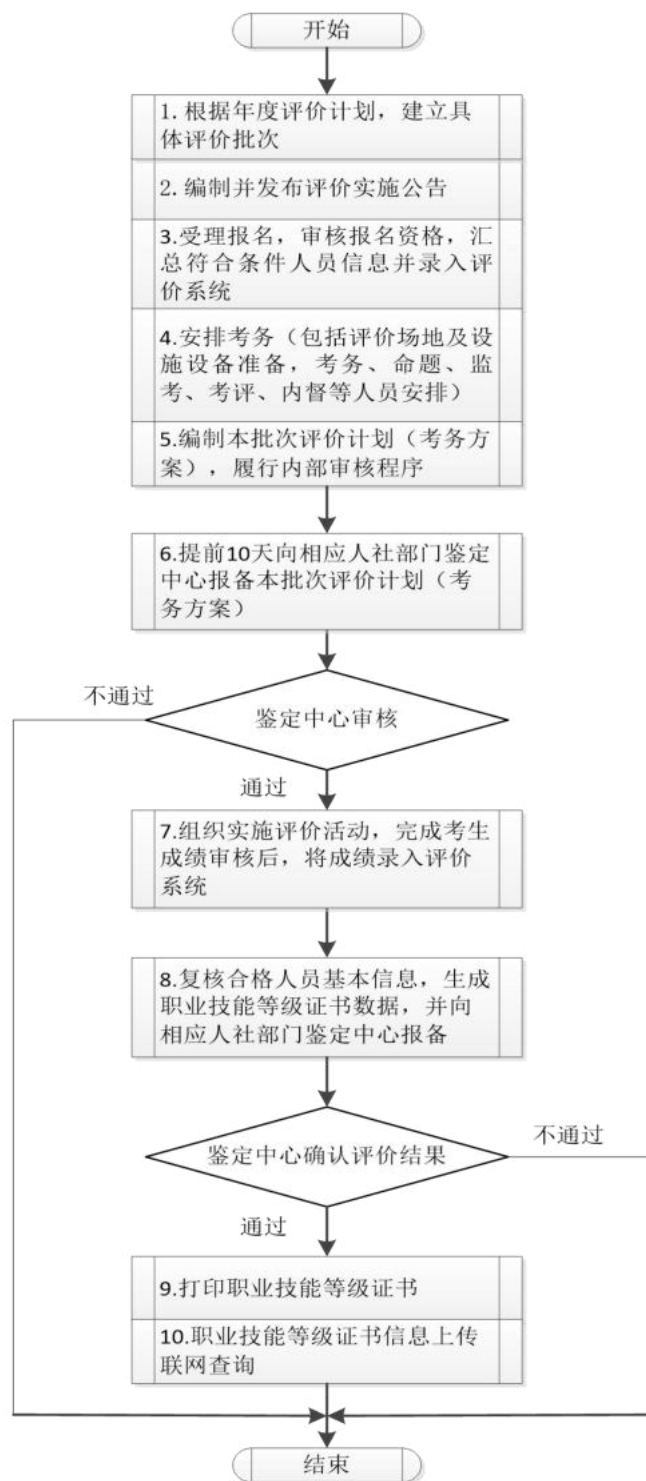 开始
1. 根据年度评价计划，建立具
体评价批次
2. 编制并发布评价实施公告
3.受理报名，审核报名资格，汇
总符合条件人员信息并录入评
价系统
4.安排考务（包括评价场地及设
施设备准备，考务、命题、监
考、考评、内督等人员安排）
5.编制本批次评价计划（考务方
案），履行内部审核程序
6.提前10天向相应人社部门鉴定
中心报备本批次评价计划（考
务方案）
不通过
鉴定中心审核
通过
7.组织实施评价活动，完成考生
成绩审核后，将成绩录入评价
系统
8.复核合格人员基本信息，生成
职业技能等级证书数据，并向
相应人社部门鉴定中心报备
鉴定中心确认评价结果
不通过
通过
9.打印职业技能等级证书
10.职业技能等级证书信息上传
联网查询
结束